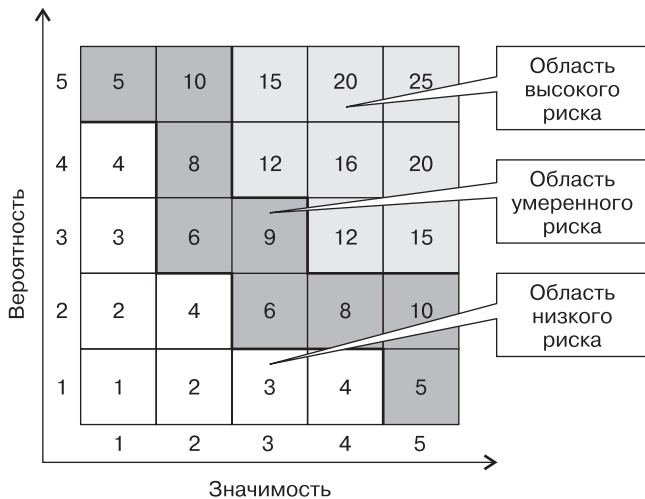 5 5 10 15 20 25
Область
высокого
риска
4 4 8 12 16 20
Область
умеренного
риска
3 3 6 9 12 15
2 2 4 6 8 10
Область
низкого
риска
1 1 2 3 4 5
1 2 3 4 5
Вероятность
Значимость